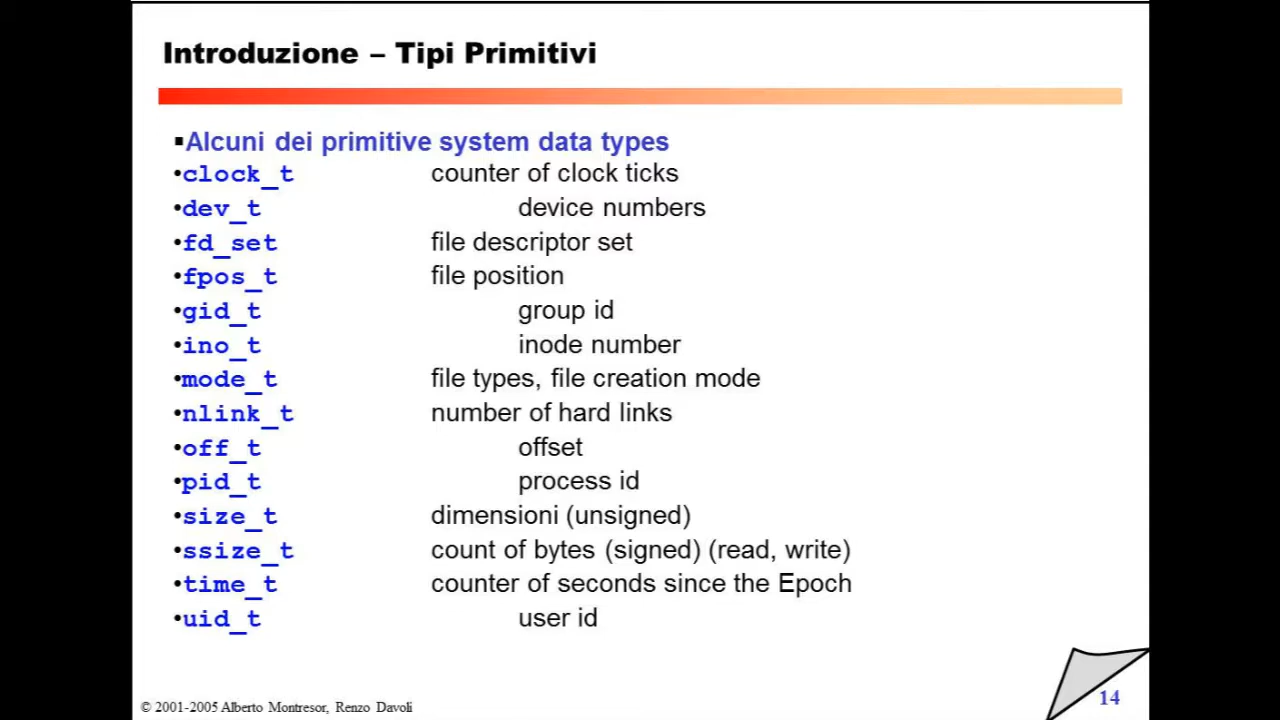 Introduzione – Tipi Primitivi
▪Alcuni dei primitive system data types
•clock_t counter of clock ticks
•dev_t device numbers
•fd_set file descriptor set
•fpos_t file position
•gid_t group id
•ino_t inode number
•mode_t file types, file creation mode
•nlink_t number of hard links
•off_t offset
•pid_t process id
•size_t dimensioni (unsigned)
•ssize_t count of bytes (signed) (read, write)
•time_t counter of seconds since the Epoch
•uid_t user id
© 2001-2005 Alberto Montresor, Renzo Davoli
14